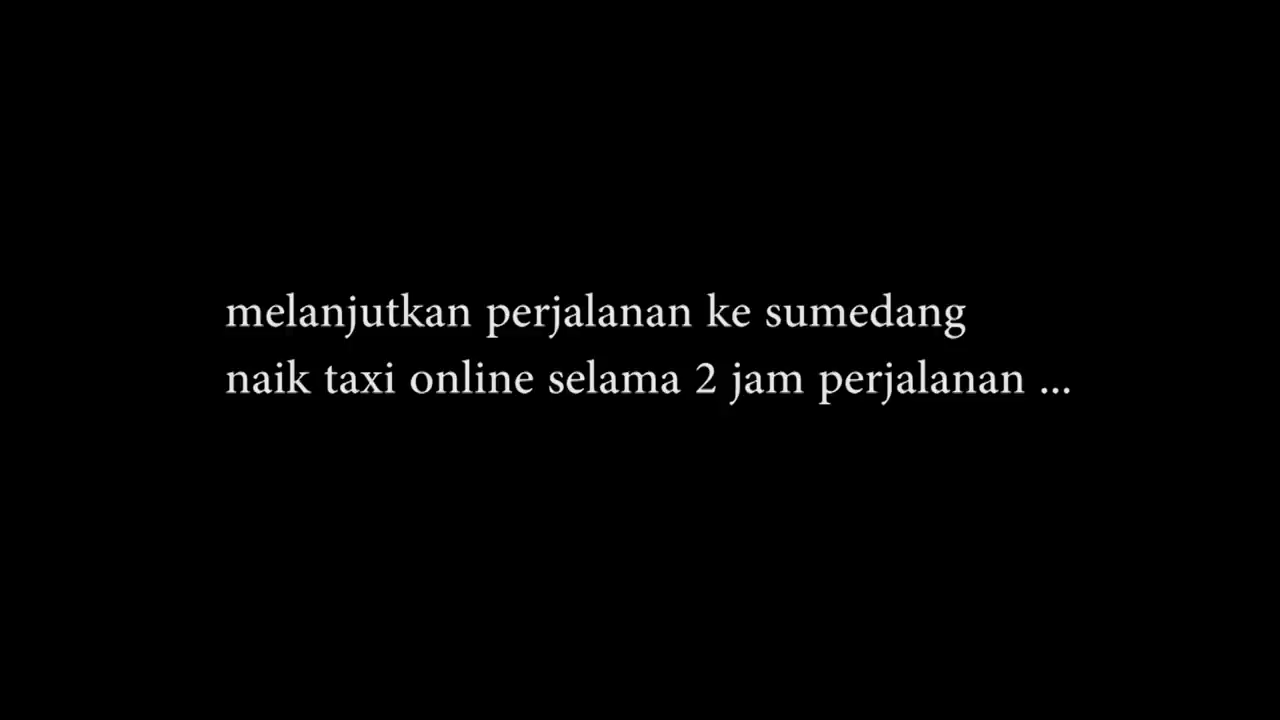 melanjutkan perjalanan ke sumedang
naik taxi online selama 2 jam perjalanan ...